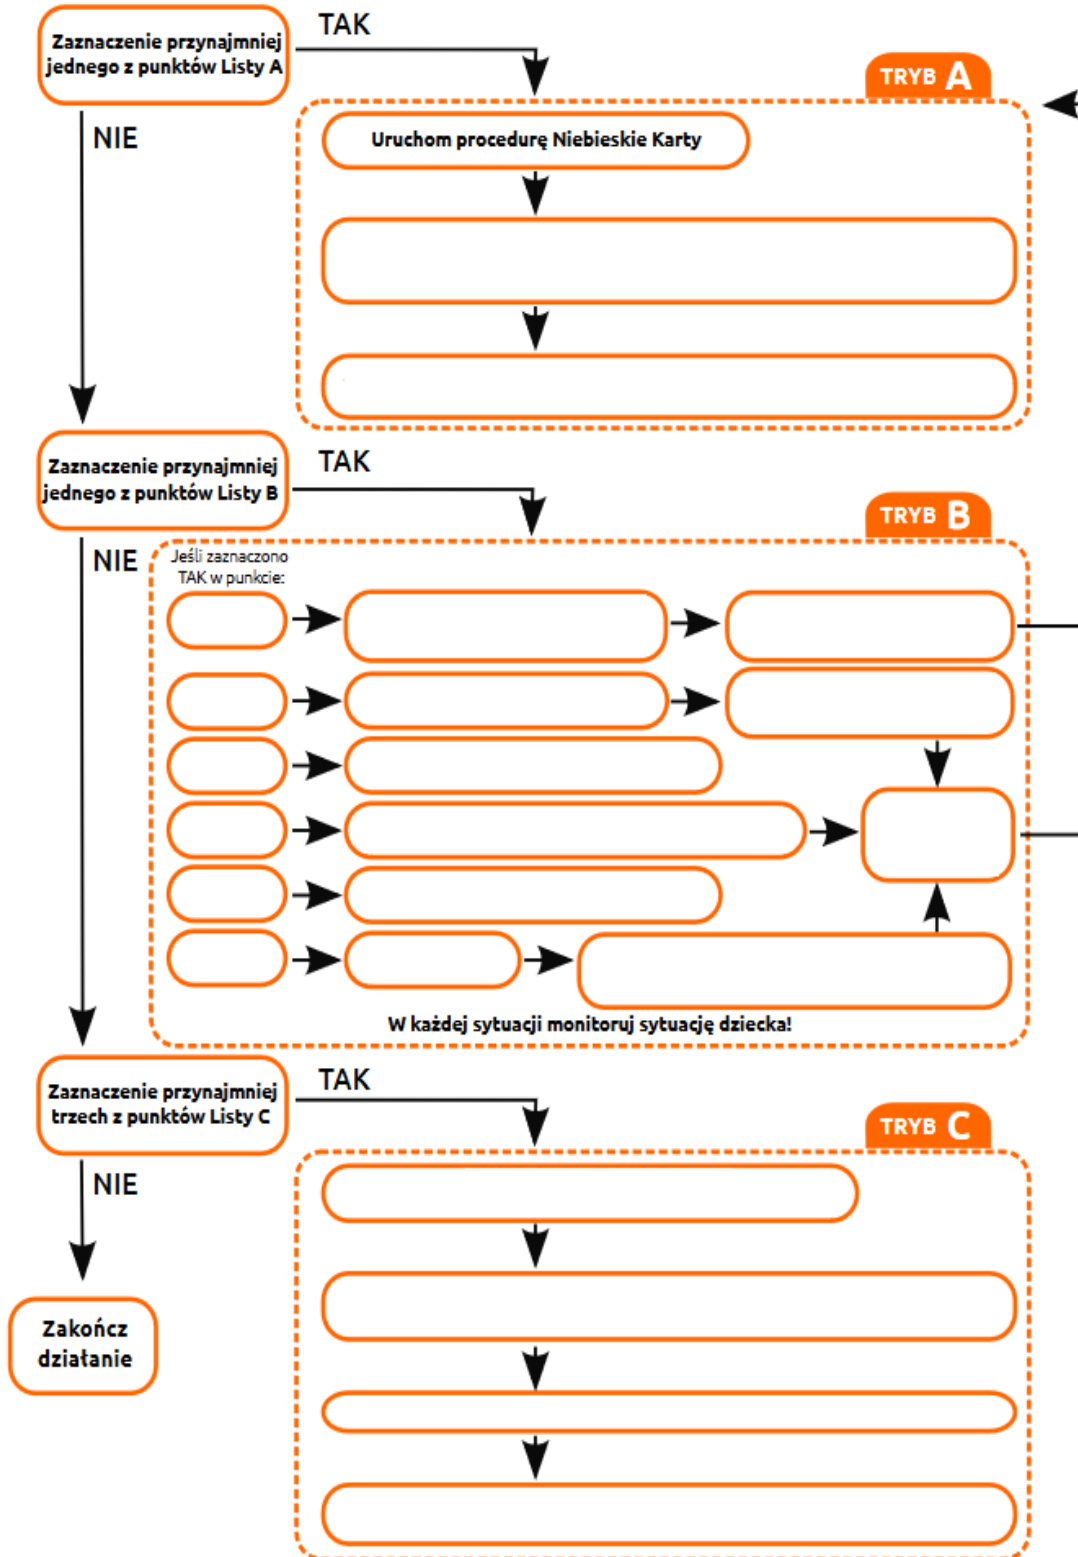 Zaznaczenie przynajmniej
jednego z punktów Listy A
TAK
NIE
TRYB A
Uruchom procedurę Niebieskie Karty
Zaznaczenie przynajmniej
jednego z punktów Listy B
TAK
NIE
TRYB B
Jeśli zaznaczono
TAK w punkcie:
W każdej sytuacji monitoruj sytuację dziecka!
Zaznaczenie przynajmniej
trzech z punktów Listy C
TAK
NIE
TRYB C
Zakończ
działanie